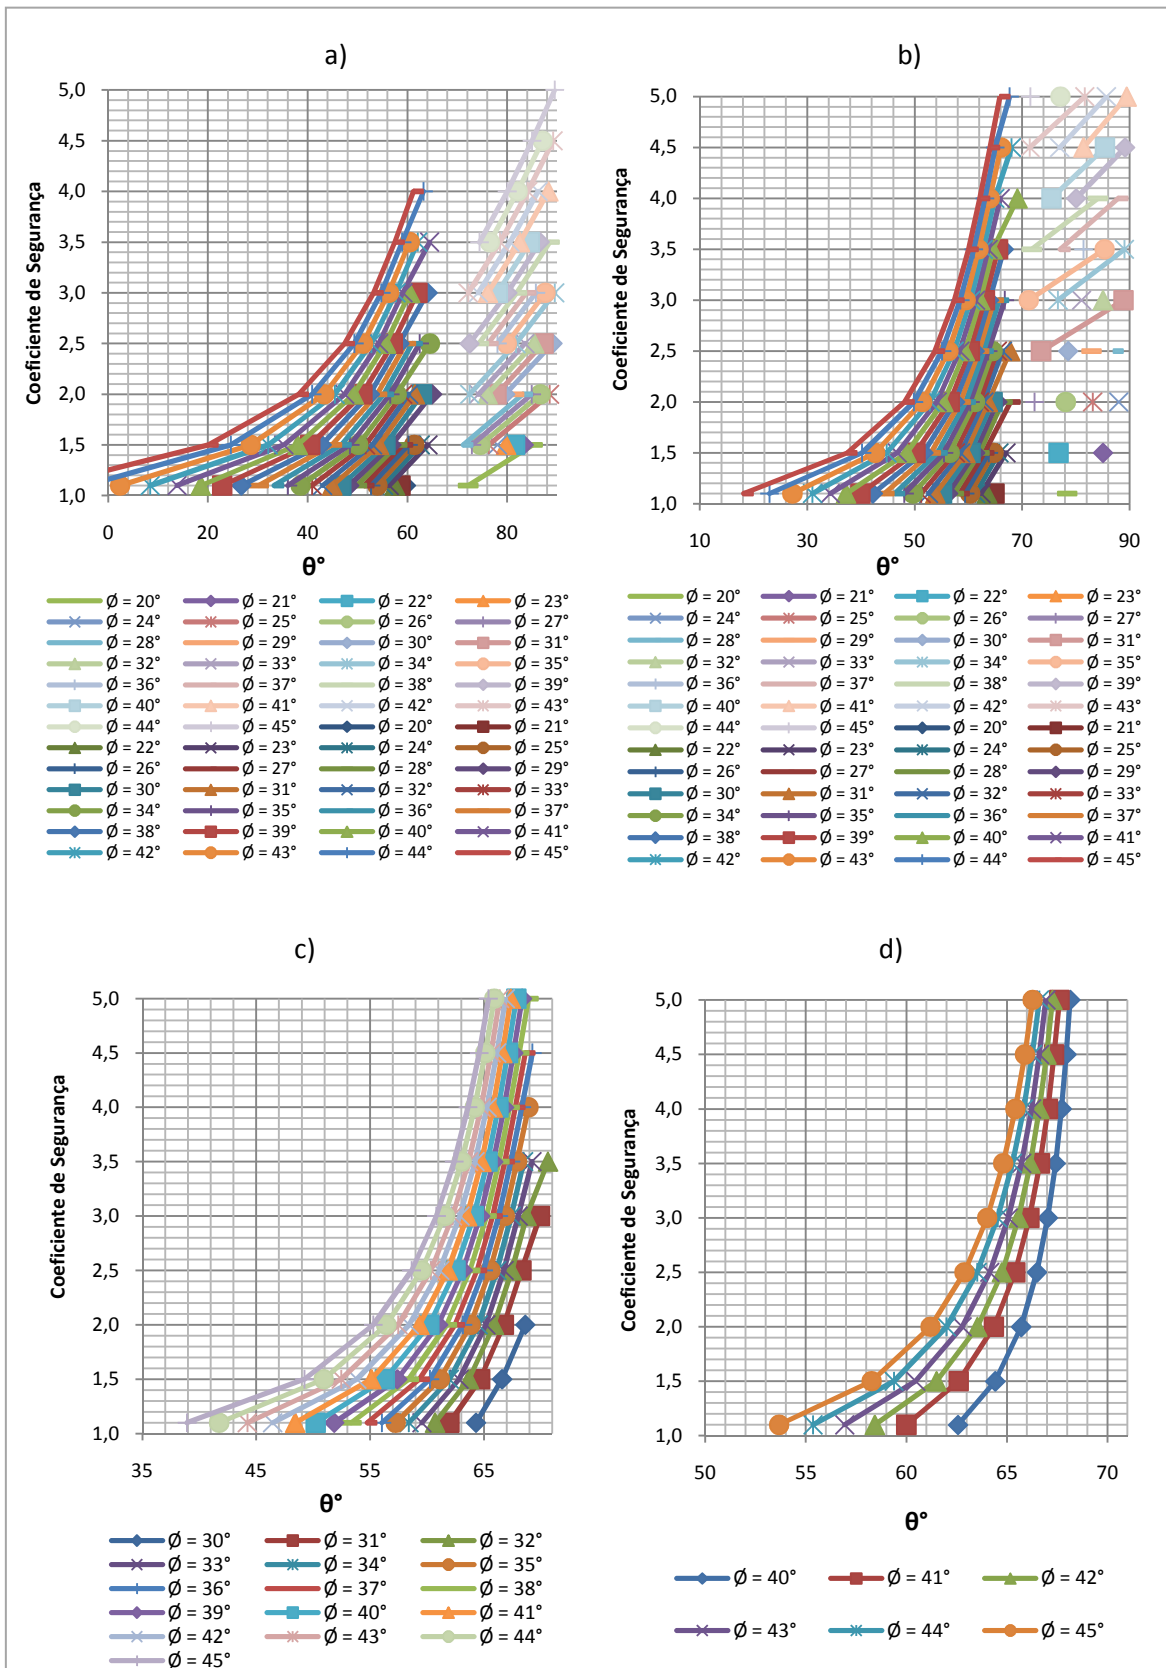 a)
5,0
4,5
4,0
3,5
3,0
2,5
2,0
1,5
1,0
Coeficiente de Segurança
0 20 40 60 80
θ°
Ø = 20° Ø = 21° Ø = 22° Ø = 23°
Ø = 24° Ø = 25° Ø = 26° Ø = 27°
Ø = 28° Ø = 29° Ø = 30° Ø = 31°
Ø = 32° Ø = 33° Ø = 34° Ø = 35°
Ø = 36° Ø = 37° Ø = 38° Ø = 39°
Ø = 40° Ø = 41° Ø = 42° Ø = 43°
Ø = 44° Ø = 45° Ø = 20° Ø = 21°
Ø = 22° Ø = 23° Ø = 24° Ø = 25°
Ø = 26° Ø = 27° Ø = 28° Ø = 29°
Ø = 30° Ø = 31° Ø = 32° Ø = 33°
Ø = 34° Ø = 35° Ø = 36° Ø = 37°
Ø = 38° Ø = 39° Ø = 40° Ø = 41°
Ø = 42° Ø = 43° Ø = 44° Ø = 45°
b)
5,0
4,5
4,0
3,5
3,0
2,5
2,0
1,5
1,0
Coeficiente de Segurança
10 30 50 70 90
θ°
Ø = 20° Ø = 21° Ø = 22° Ø = 23°
Ø = 24° Ø = 25° Ø = 26° Ø = 27°
Ø = 28° Ø = 29° Ø = 30° Ø = 31°
Ø = 32° Ø = 33° Ø = 34° Ø = 35°
Ø = 36° Ø = 37° Ø = 38° Ø = 39°
Ø = 40° Ø = 41° Ø = 42° Ø = 43°
Ø = 44° Ø = 45° Ø = 20° Ø = 21°
Ø = 22° Ø = 23° Ø = 24° Ø = 25°
Ø = 26° Ø = 27° Ø = 28° Ø = 29°
Ø = 30° Ø = 31° Ø = 32° Ø = 33°
Ø = 34° Ø = 35° Ø = 36° Ø = 37°
Ø = 38° Ø = 39° Ø = 40° Ø = 41°
Ø = 42° Ø = 43° Ø = 44° Ø = 45°
c)
5,0
4,5
4,0
3,5
3,0
2,5
2,0
1,5
1,0
Coeficiente de Segurança
35 45 55 65
θ°
Ø = 30° Ø = 31° Ø = 32°
Ø = 33° Ø = 34° Ø = 35°
Ø = 36° Ø = 37° Ø = 38°
Ø = 39° Ø = 40° Ø = 41°
Ø = 42° Ø = 43° Ø = 44°
Ø = 45°
d)
5,0
4,5
4,0
3,5
3,0
2,5
2,0
1,5
1,0
Coeficiente de Segurança
50 55 60 65 70
θ°
Ø = 40° Ø = 41° Ø = 42°
Ø = 43° Ø = 44° Ø = 45°